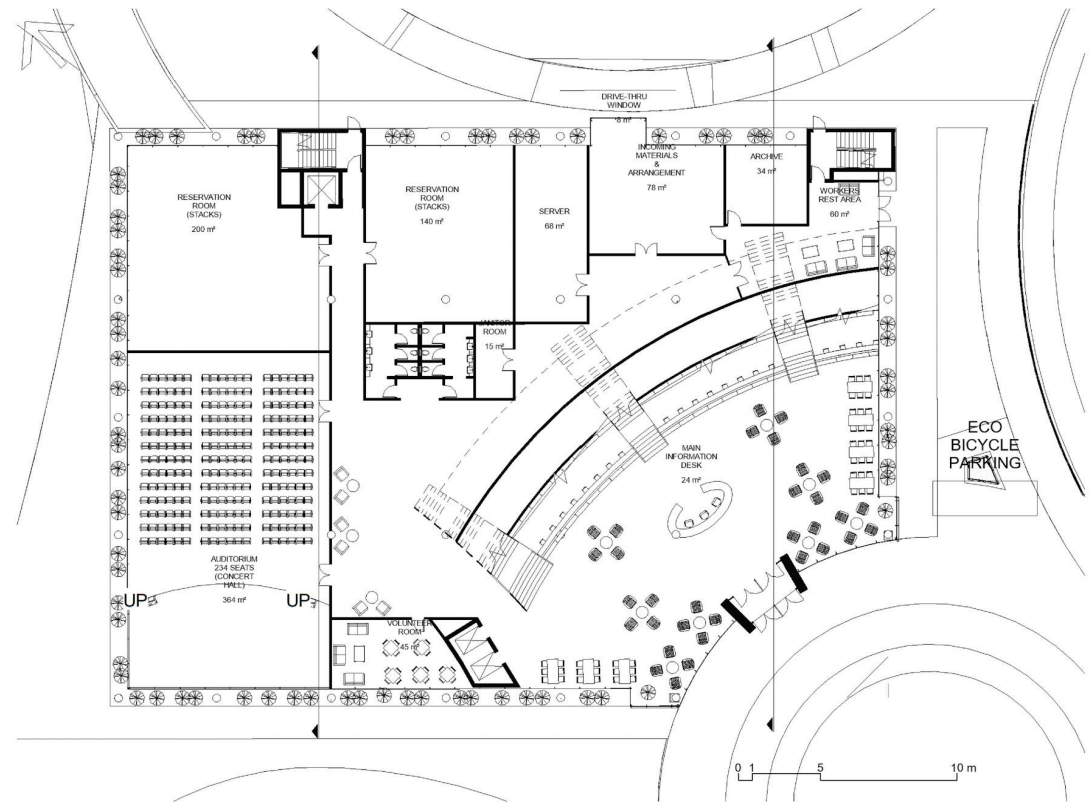 DRIVE-THRU
WINDOW
8 m²
RESERVATION
ROOM
(STACKS)
200 m²
RESERVATION
ROOM
(STACKS)
140 m²
SERVER
68 m²
INCOMING
MATERIALS
&
ARRANGEMENT
78 m²
ARCHIVE
34 m²
WORKERS
REST AREA
60 m²
JANITOR
ROOM
15 m²
MAIN
INFORMATION
DESK
24 m²
ECO
BICYCLE
PARKING
AUDITORIUM
234 SEATS
(CONCERT
HALL)
364 m²
UP
UP
VOLUNTEER
ROOM
45 m²
0 1 5 10 m